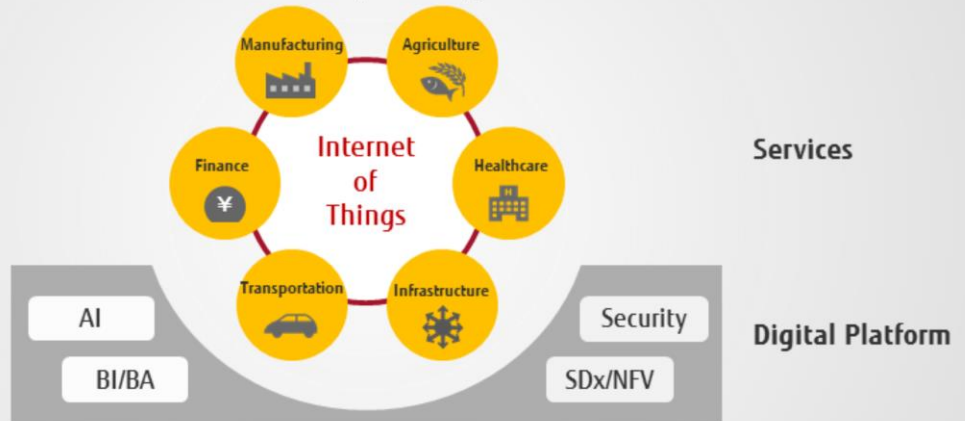 Manufacturing
Agriculture
Finance
¥
Internet
of
Things
Healthcare
H
Services
Transportation
Infrastructure
AI
BI/BA
Security
SDx/NFV
Digital Platform